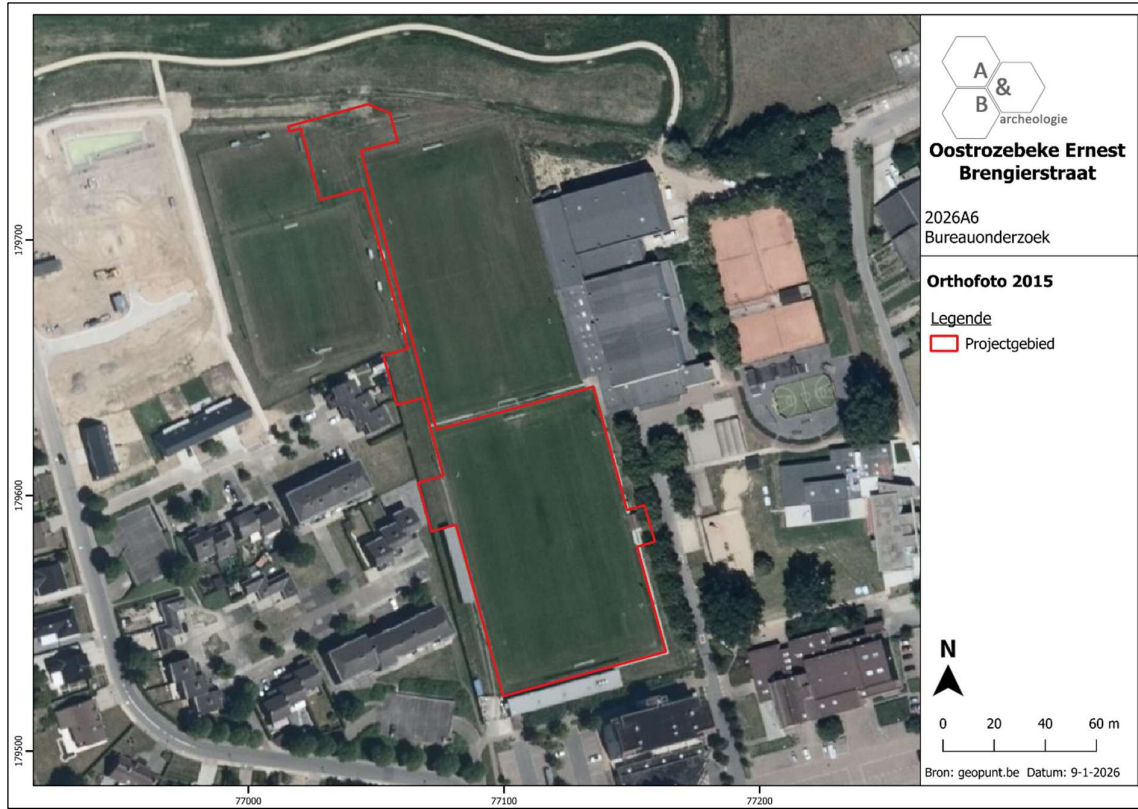 A
&
B
archeologie
Oostrozebeke Ernest
Brengierstraat
2026A6
Bureauonderzoek
Orthofoto 2015
Legende
Projectgebied
N
0 20 40 60 m
Bron: geopunt.be Datum: 9-1-2026
179700
179600
179500
77000 77100 77200